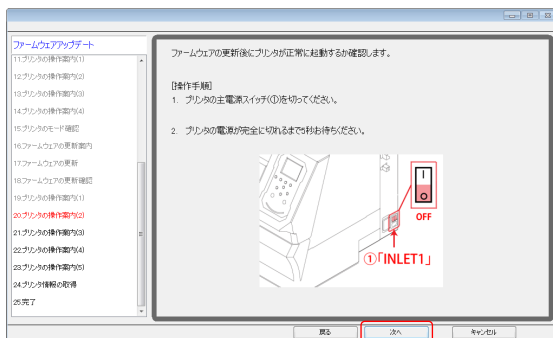 ファームウェアアップデート
11.プリンタの操作案内(1)
12.プリンタの操作案内(2)
13.プリンタの操作案内(3)
14.プリンタの操作案内(4)
15.プリンタのモード確認
16.ファームウェアの更新案内
17.ファームウェアの更新
18.ファームウェアの更新確認
19.プリンタの操作案内(1)
20.プリンタの操作案内(2)
21.プリンタの操作案内(3)
22.プリンタの操作案内(4)
23.プリンタの操作案内(5)
24.プリンタ情報の取得
25.完了
ファームウェアの更新後にプリンタが正常に起動するか確認します。
[操作手順]
1. プリンタの主電源スイッチ(①)を切ってください。
2. プリンタの電源が完全に切れるまで5秒お待ちください。
OFF
①「INLET1」
戻る
次へ
キャンセル